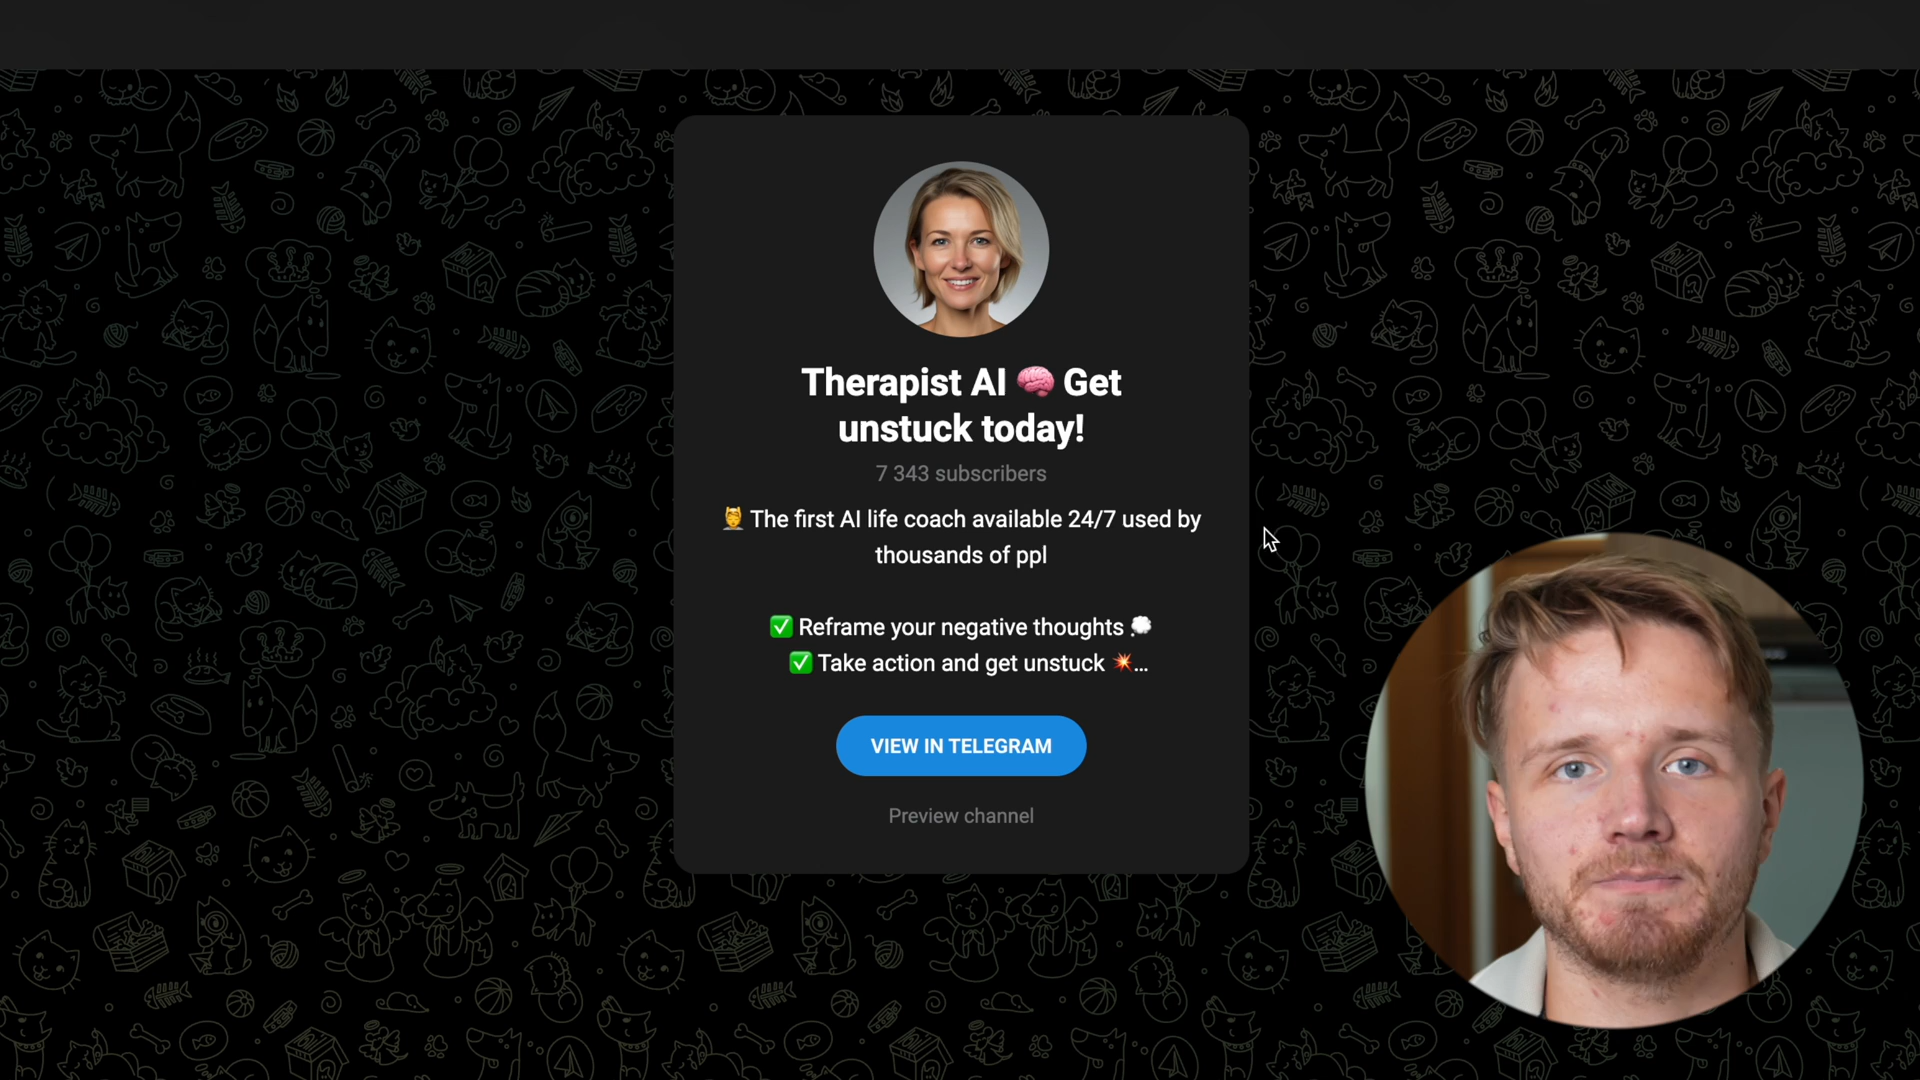 Therapist AI 🧠 Get
unstuck today!
7 343 subscribers
💆 The first AI life coach available 24/7 used by
thousands of ppl
✅ Reframe your negative thoughts 💭
✅ Take action and get unstuck 💥...
VIEW IN TELEGRAM
Preview channel